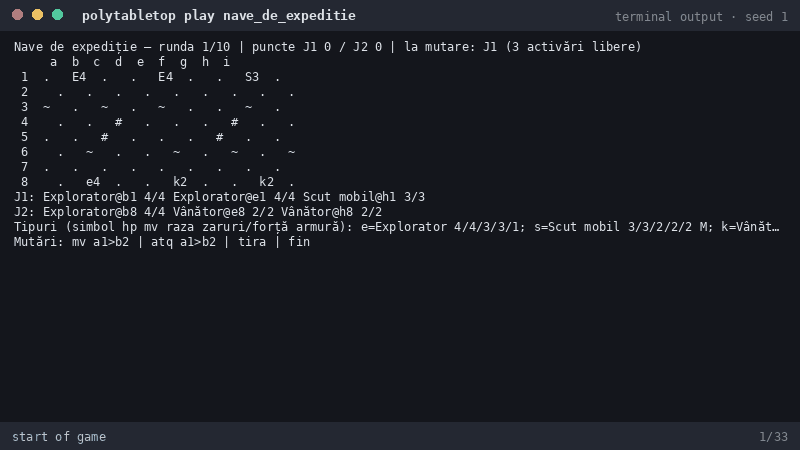 polytabletop play nave_de_expeditie
terminal output · seed 1
Nave de expediție — runda 1/10 | puncte J1 0 / J2 0 | la mutare: J1 (3 activări libere)
     a  b  c  d  e  f  g  h  i
 1  .   E4  .   .   E4  .   .   S3  .
 2    .   .   .   .   .   .   .   .   .
 3  ~   .   ~   .   ~   .   .   ~   .
 4    .   .   #   .   .   .   #   .   .
 5  .   .   #   .   .   .   #   .   .
 6    .   ~   .   .   ~   .   ~   .   ~
 7  .   .   .   .   .   .   .   .   .
 8    .   e4  .   .   k2  .   .   k2  .
J1: Explorator@b1 4/4 Explorator@e1 4/4 Scut mobil@h1 3/3
J2: Explorator@b8 4/4 Vânător@e8 2/2 Vânător@h8 2/2
Tipuri (simbol hp mv raza zaruri/forță armură): e=Explorator 4/4/3/3/1; s=Scut mobil 3/3/2/2/2 M; k=Vânăt…
Mutări: mv a1>b2 | atq a1>b2 | tira | fin
start of game
1/33